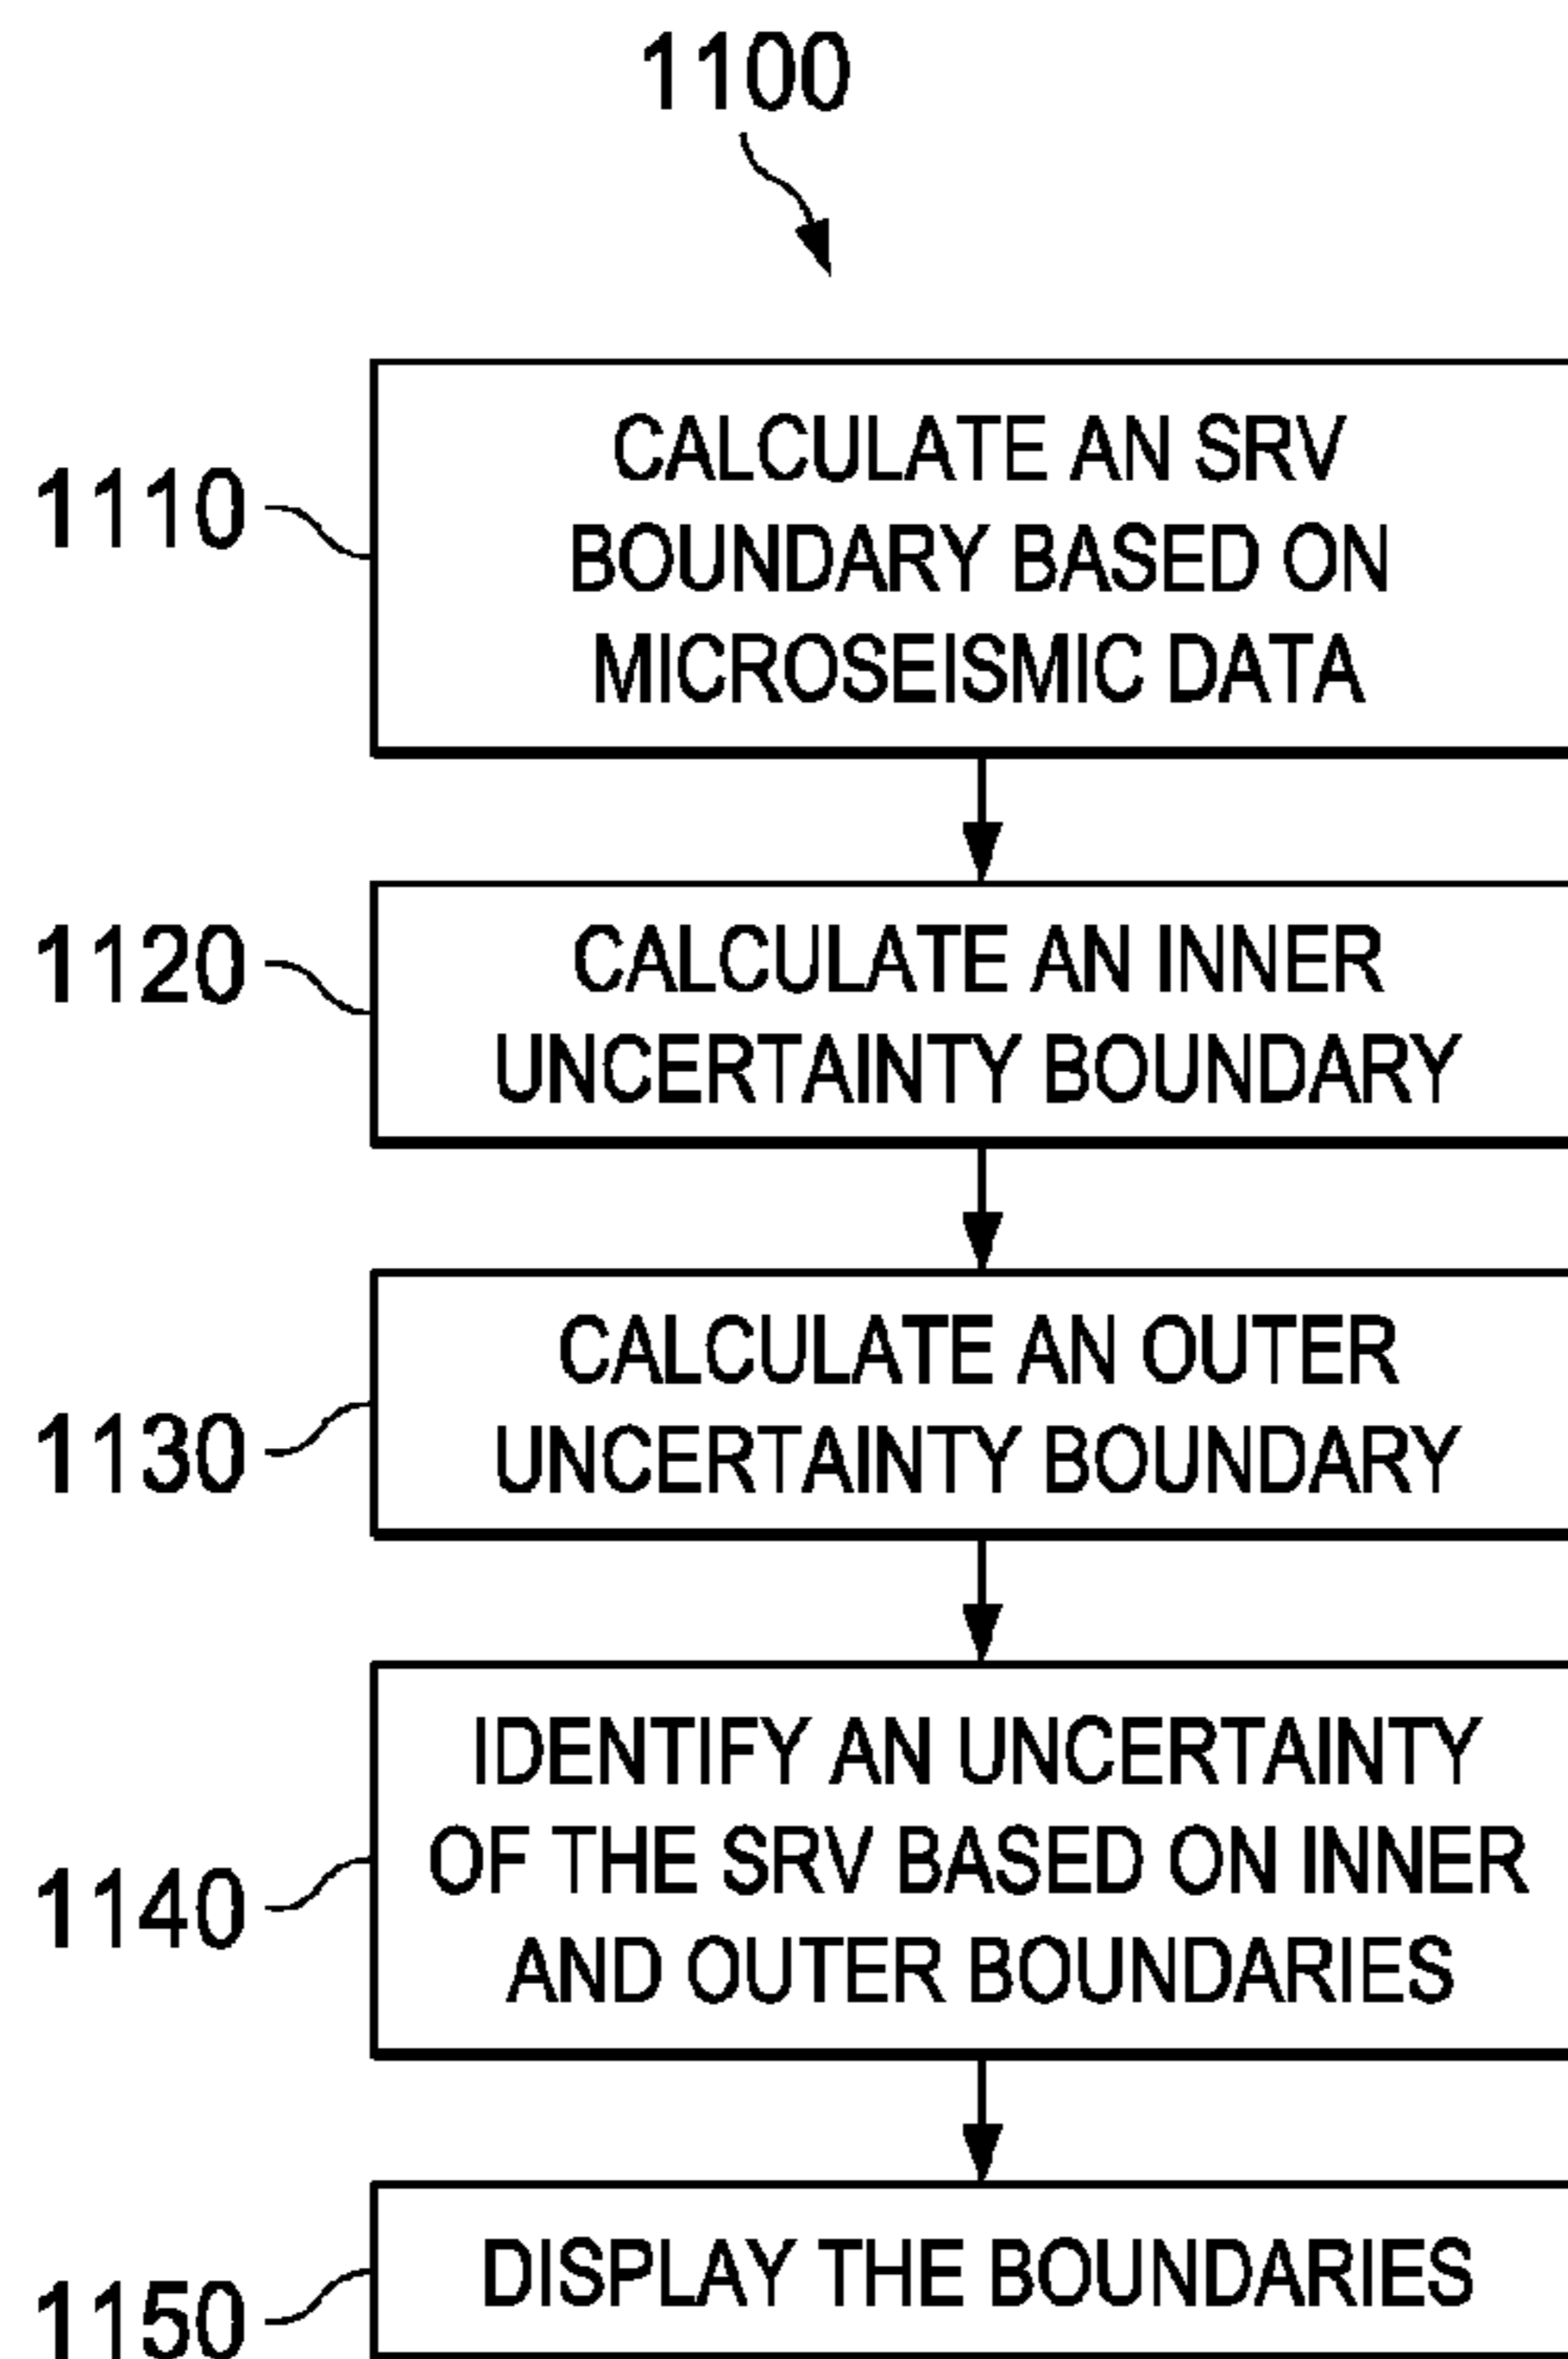 1100
1110
CALCULATE AN SRV
BOUNDARY BASED ON
MICROSEISMIC DATA
1120
CALCULATE AN INNER
UNCERTAINTY BOUNDARY
1130
CALCULATE AN OUTER
UNCERTAINTY BOUNDARY
1140
IDENTIFY AN UNCERTAINTY
OF THE SRV BASED ON INNER
AND OUTER BOUNDARIES
1150
DISPLAY THE BOUNDARIES